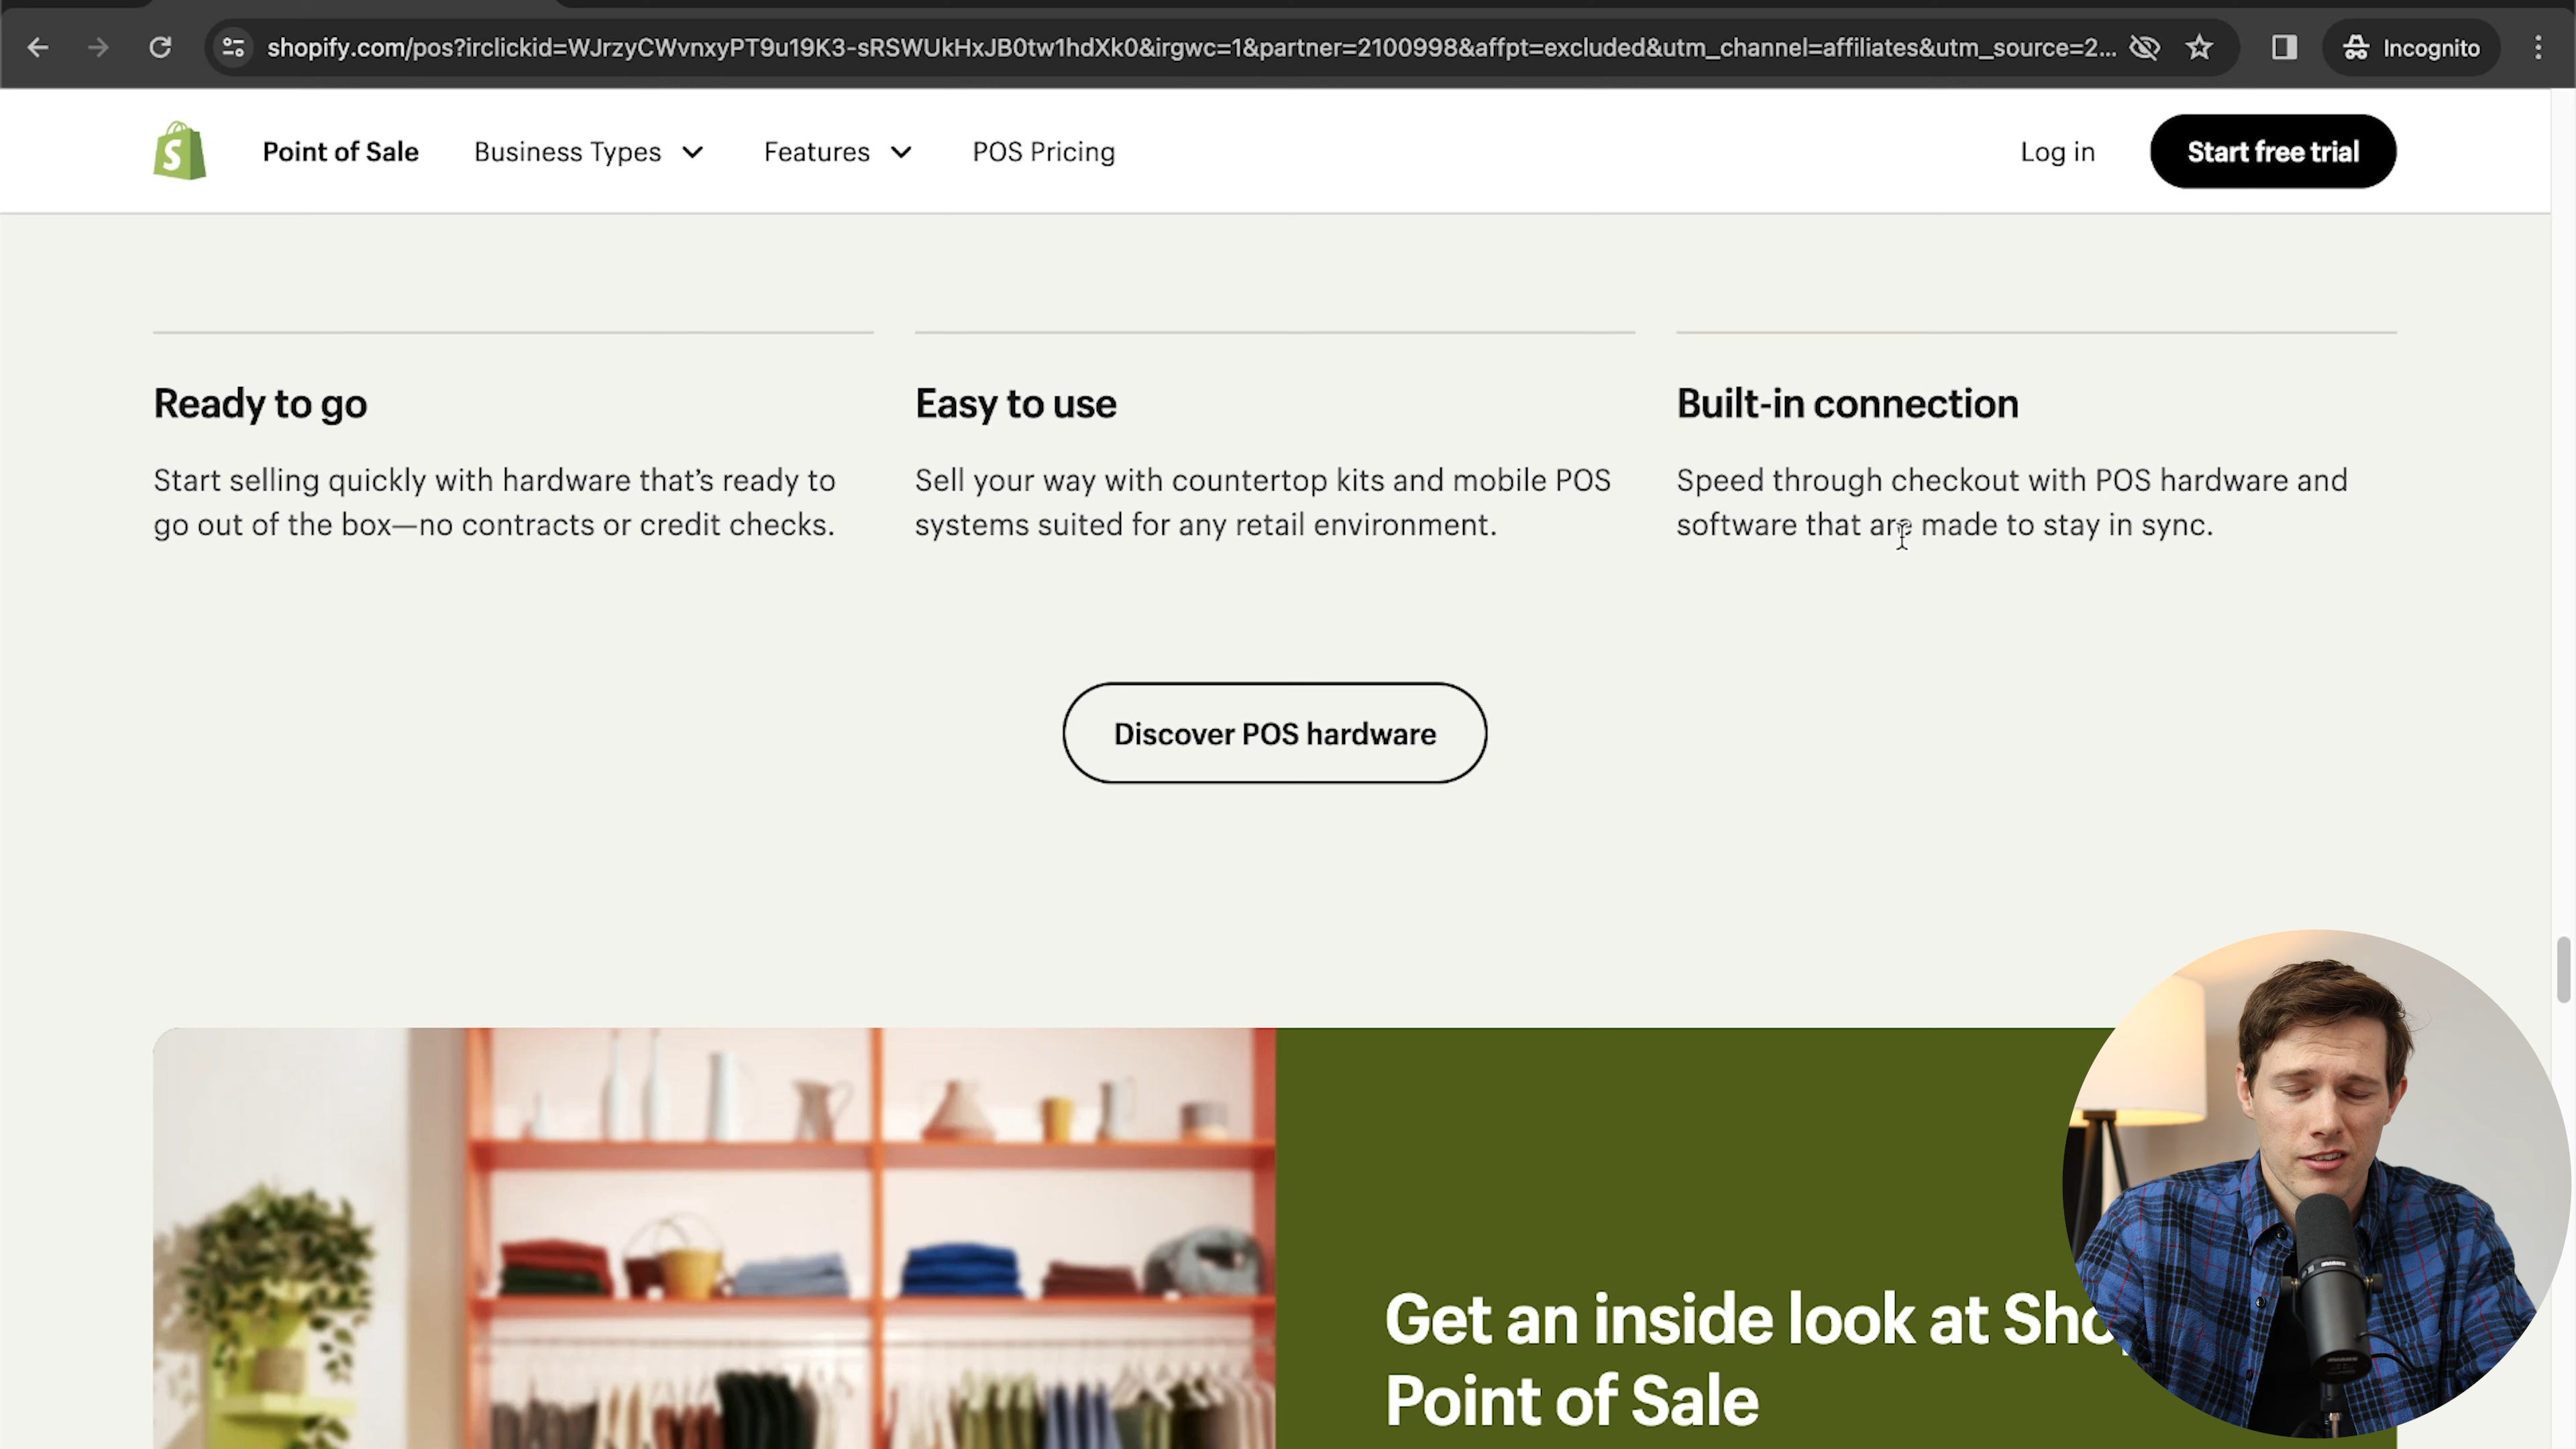 shopify.com/pos?irclickid=WJrzyCWvnxyPT9u19K3-sRSWUkHxJB0tw1hdXk0&irgwc=1&partner=2100998&affpt=excluded&utm_channel=affiliates&utm_source=2...
Incognito
Point of Sale
Business Types
Features
POS Pricing
Log in
Start free trial
Ready to go
Start selling quickly with hardware that’s ready to
go out of the box—no contracts or credit checks.
Easy to use
Sell your way with countertop kits and mobile POS
systems suited for any retail environment.
Built-in connection
Speed through checkout with POS hardware and
software that are made to stay in sync.
Discover POS hardware
Get an inside look at Sho
Point of Sale